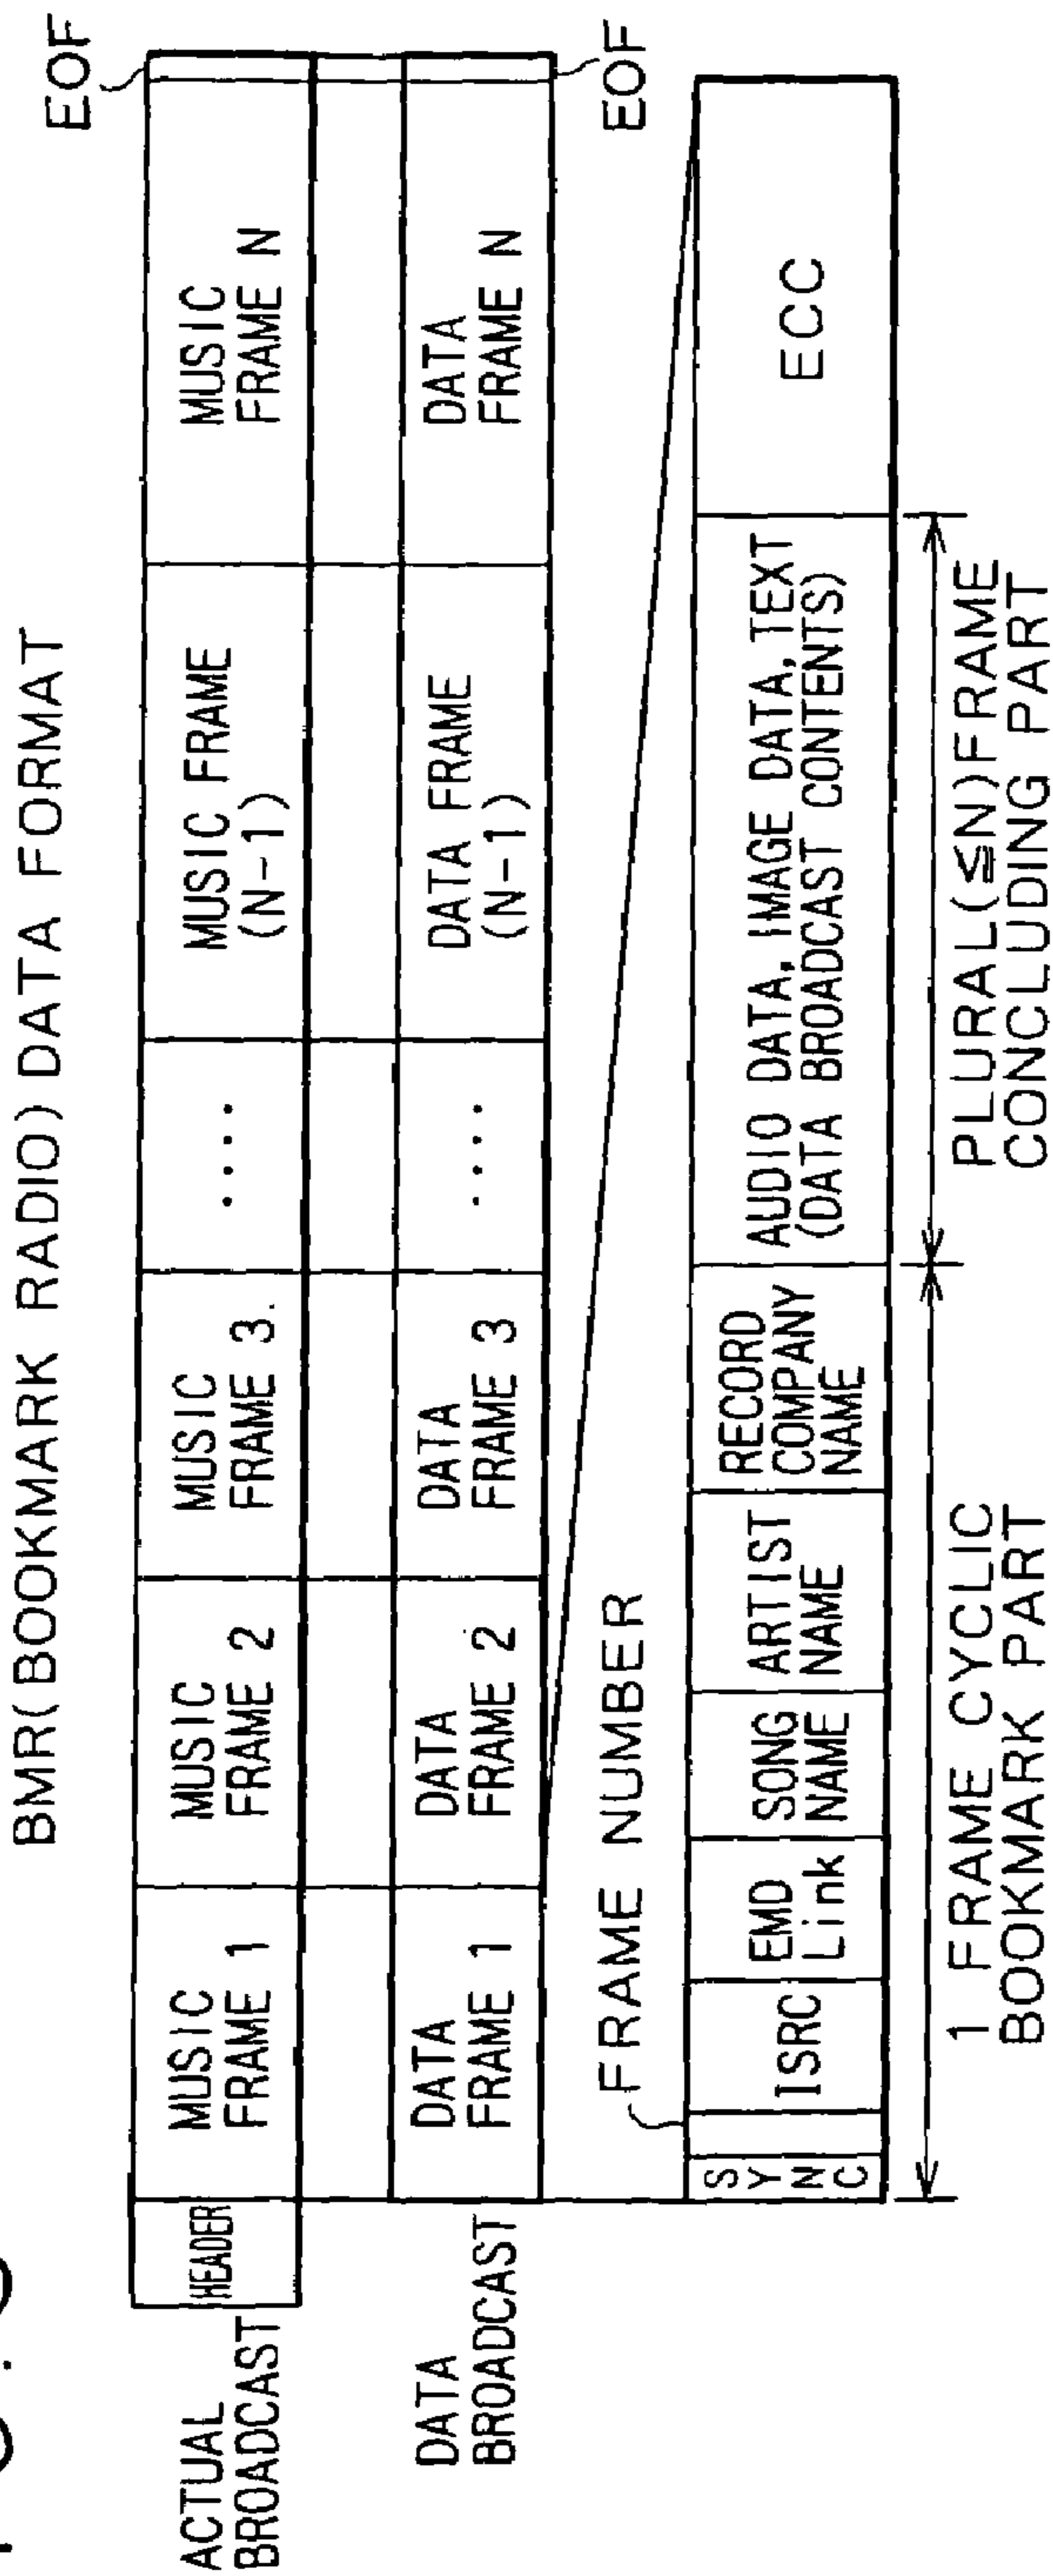 BMR(BOOKMARK RADIO) DATA FORMAT
EOF
ACTUAL
BROADCAST
HEADER
MUSIC
FRAME 1
MUSIC
FRAME 2
MUSIC
FRAME 3.
....
MUSIC FRAME
(N-1)
MUSIC
FRAME N
DATA
BROADCAST
DATA
FRAME 1
DATA
FRAME 2
DATA
FRAME 3
....
DATA FRAME
(N-1)
DATA
FRAME N
EOF
FRAME NUMBER
SYNC
ISRC
EMD
Link
SONG
NAME
ARTIST
NAME
RECORD
COMPANY
NAME
AUDIO DATA, IMAGE DATA, TEXT
(DATA BROADCAST CONTENTS)
ECC
1 FRAME CYCLIC
BOOKMARK PART
PLURAL(≦N)FRAME
CONCLUDING PART